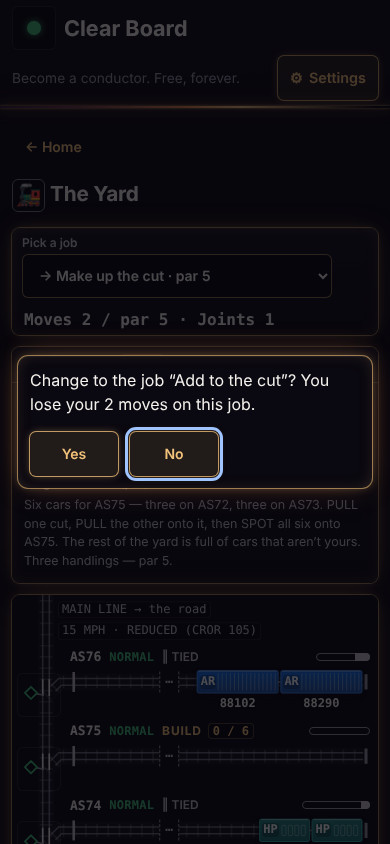 Clear Board
Become a conductor. Free, forever.
⚙ Settings
← Home
The Yard
Pick a job
→ Make up the cut · par 5
Moves 2 / par 5 · Joints 1
Change to the job “Add to the cut”? You
lose your 2 moves on this job.
Yes
No
Six cars for AS75 — three on AS72, three on AS73. PULL
one cut, PULL the other onto it, then SPOT all six onto
AS75. The rest of the yard is full of cars that aren't yours.
Three handlings — par 5.
MAIN LINE → the road
15 MPH · REDUCED (CROR 105)
AS76 NORMAL ║ TIED
AR AR
88102 88290
AS75 NORMAL BUILD 0 / 6
AS74 NORMAL ║ TIED
HP HP